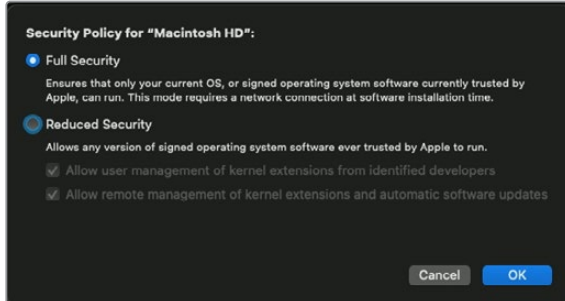 Security Policy for “Macintosh HD”:
Full Security
Ensures that only your current OS, or signed operating system software currently trusted by
Apple, can run. This mode requires a network connection at software installation time.
Reduced Security
Allows any version of signed operating system software ever trusted by Apple to run.
Allow user management of kernel extensions from identified developers
Allow remote management of kernel extensions and automatic software updates
Cancel
OK